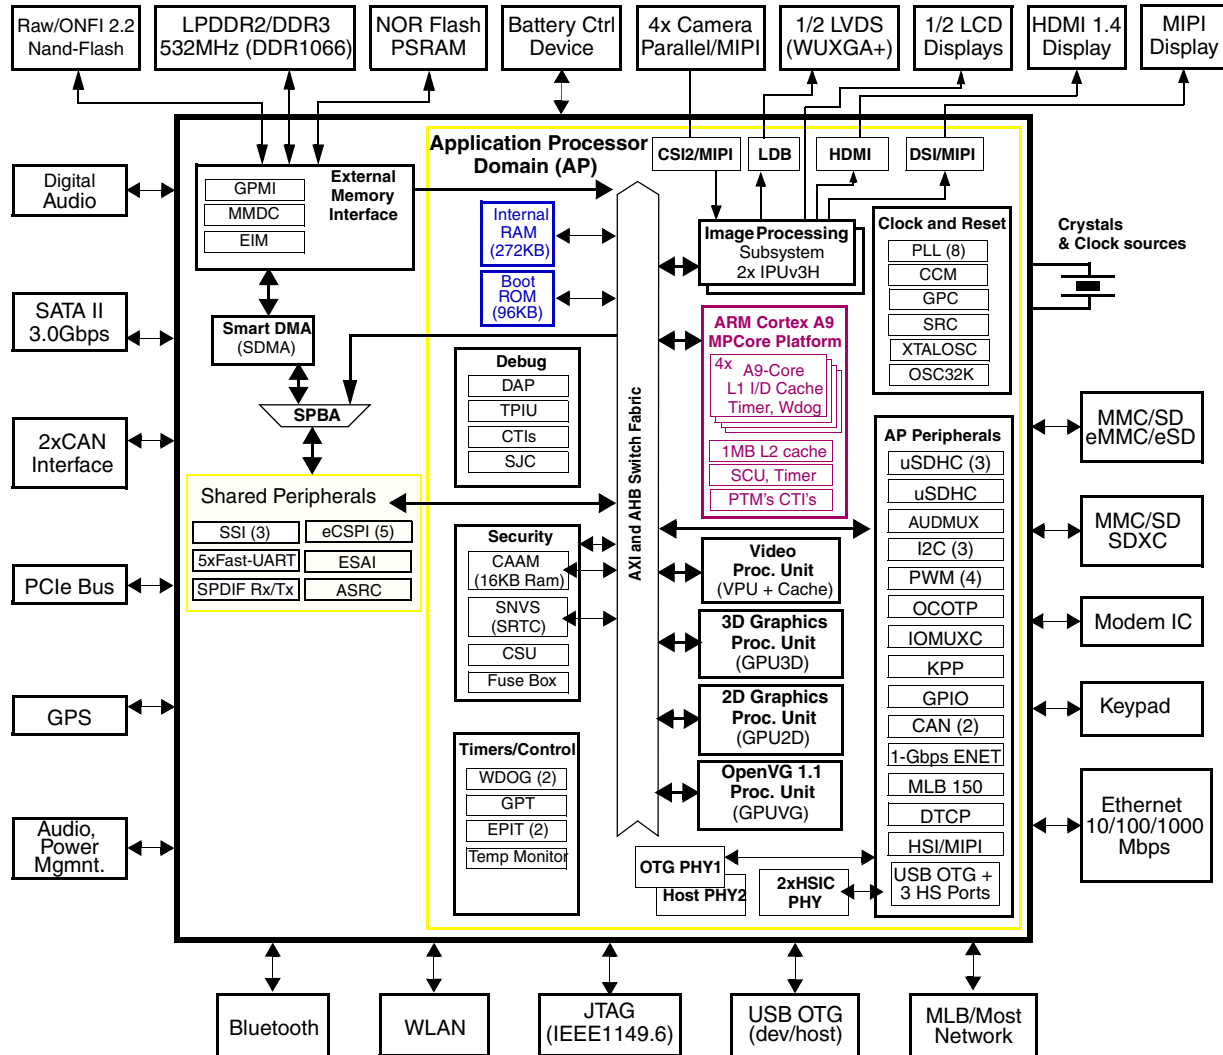 Raw/ONFI 2.2
Nand-Flash
LPDDR2/DDR3
532MHz (DDR1066)
NOR Flash
PSRAM
Battery Ctrl
Device
4x Camera
Parallel/MIPI
1/2 LVDS
(WUXGA+)
1/2 LCD
Displays
HDMI 1.4
Display
MIPI
Display
Digital
Audio
SATA II
3.0Gbps
2xCAN
Interface
PCIe Bus
GPS
Audio,
Power
Mgmnt.
External
Memory
Interface
GPMI
MMDC
EIM
Smart DMA
(SDMA)
SPBA
Shared Peripherals
SSI (3)
eCSPI (5)
5xFast-UART
ESAI
SPDIF Rx/Tx
ASRC
Application Processor
Domain (AP)
Internal
RAM
(272KB)
Boot
ROM
(96KB)
Debug
DAP
TPIU
CTIs
SJC
Security
CAAM
(16KB Ram)
SNVS
(SRTC)
CSU
Fuse Box
Timers/Control
WDOG (2)
GPT
EPIT (2)
Temp Monitor
AXI and AHB Switch Fabric
CSI2/MIPI
LDB
HDMI
DSI/MIPI
Image Processing
Subsystem
2x IPUv3H
ARM Cortex A9
MPCore Platform
4x
A9-Core
L1 I/D Cache
Timer, Wdog
1MB L2 cache
SCU, Timer
PTM's CTI's
Video
Proc. Unit
(VPU + Cache)
3D Graphics
Proc. Unit
(GPU3D)
2D Graphics
Proc. Unit
(GPU2D)
OpenVG 1.1
Proc. Unit
(GPUVG)
OTG PHY1
Host PHY2
2xHSIC
PHY
Clock and Reset
PLL (8)
CCM
GPC
SRC
XTALOSC
OSC32K
AP Peripherals
uSDHC (3)
uSDHC
AUDMUX
I2C (3)
PWM (4)
OCOTP
IOMUXC
KPP
GPIO
CAN (2)
1-Gbps ENET
MLB 150
DTCP
HSI/MIPI
USB OTG +
3 HS Ports
Crystals
& Clock sources
MMC/SD
eMMC/eSD
MMC/SD
SDXC
Modem IC
Keypad
Ethernet
10/100/1000
Mbps
Bluetooth
WLAN
JTAG
(IEEE1149.6)
USB OTG
(dev/host)
MLB/Most
Network